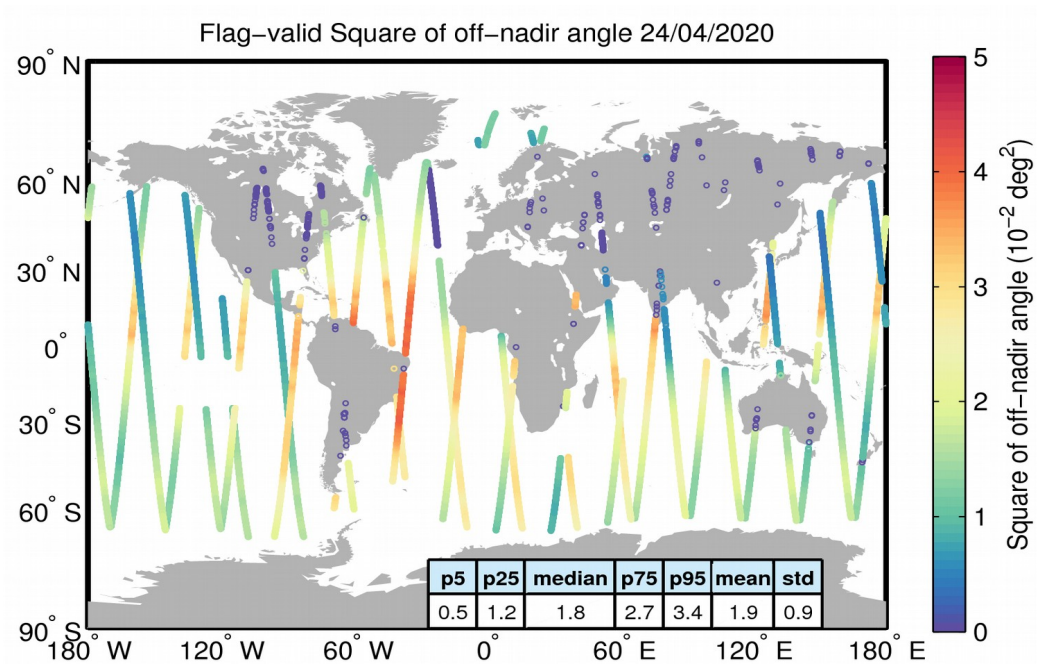 Flag−valid Square of off−nadir angle 24/04/2020
90° N
60° N
30° N
0°
30° S
60° S
90° S
180° W
120° W
60° W
0°
60° E
120° E
180° E
p5 p25 median p75 p95 mean std
0.5 1.2 1.8 2.7 3.4 1.9 0.9
5
4
3
2
1
0
Square of off−nadir angle (10⁻² deg²)